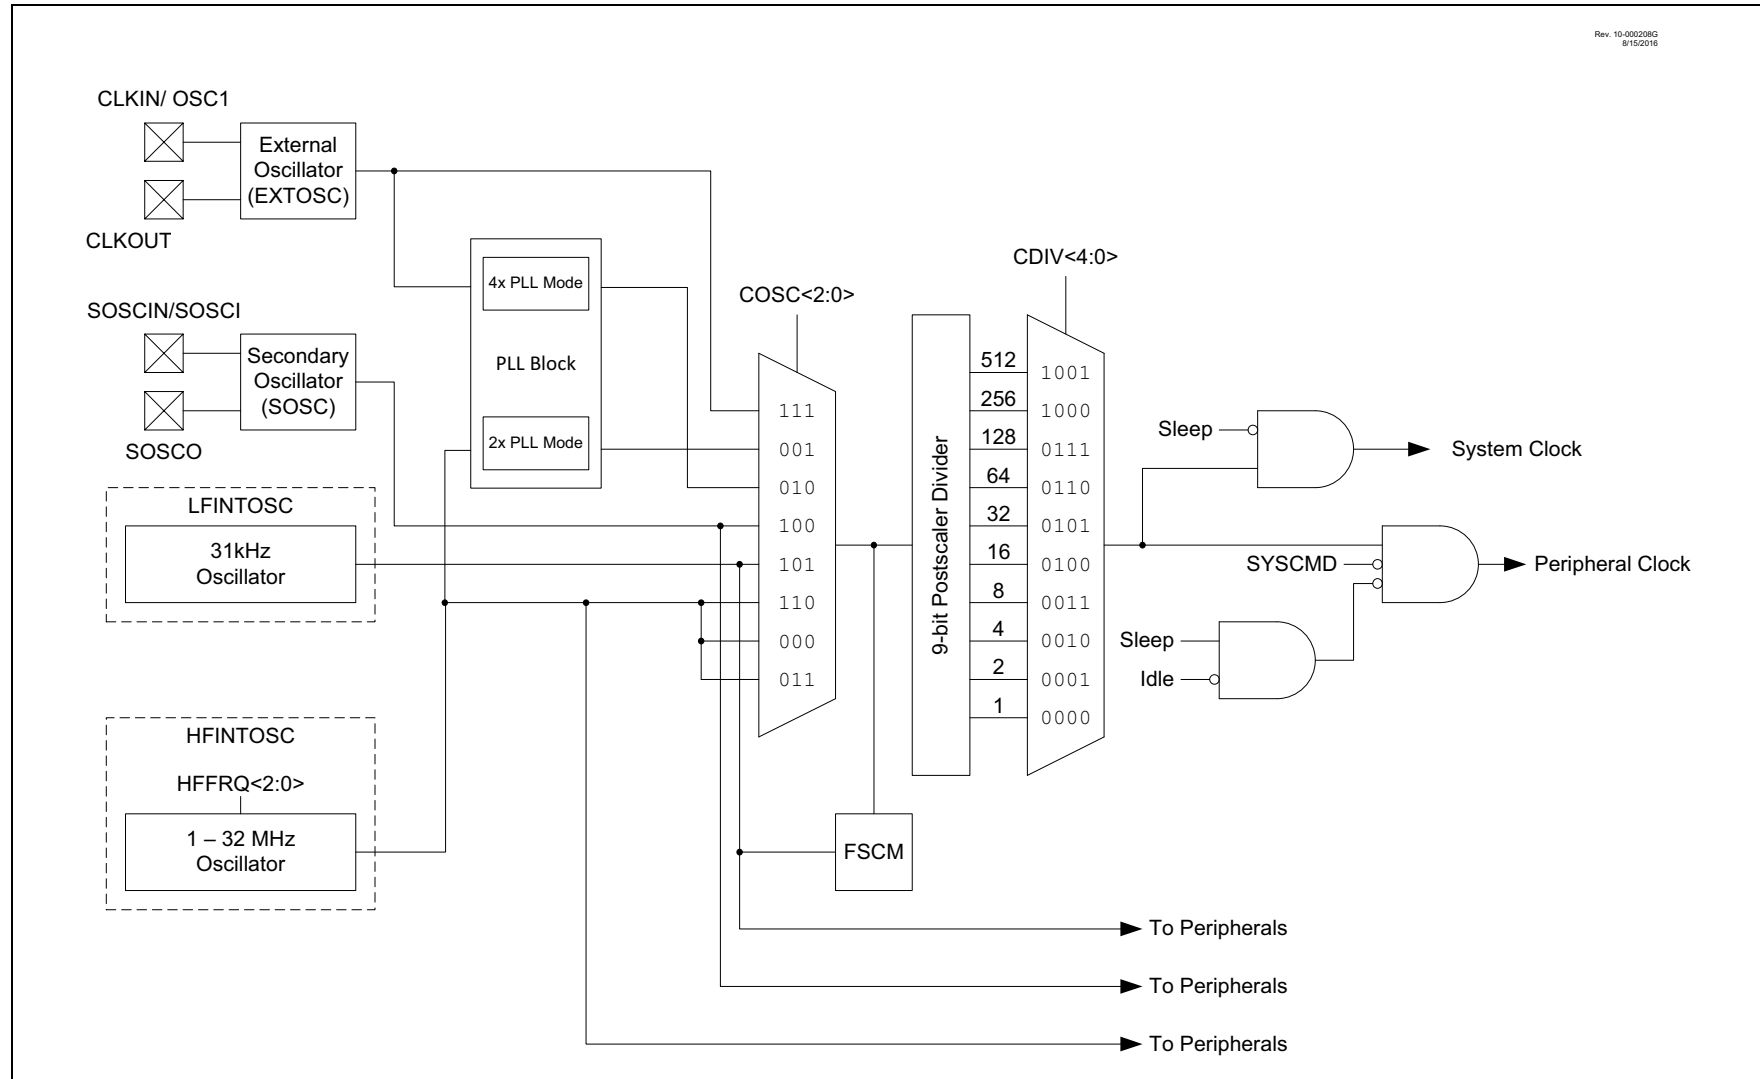 Rev. 10-000208G
8/15/2016
CLKIN/ OSC1
External
Oscillator
(EXTOSC)
CLKOUT
SOSCIN/SOSCI
Secondary
Oscillator
(SOSC)
SOSCO
LFINTOSC
31kHz
Oscillator
HFINTOSC
HFFRQ<2:0>
1 – 32 MHz
Oscillator
4x PLL Mode
PLL Block
2x PLL Mode
COSC<2:0>
111
001
010
100
101
110
000
011
FSCM
9-bit Postscaler Divider
CDIV<4:0>
512 1001
256 1000
128 0111
64 0110
32 0101
16 0100
8 0011
4 0010
2 0001
1 0000
Sleep
System Clock
SYSCMD
Peripheral Clock
Sleep
Idle
To Peripherals
To Peripherals
To Peripherals